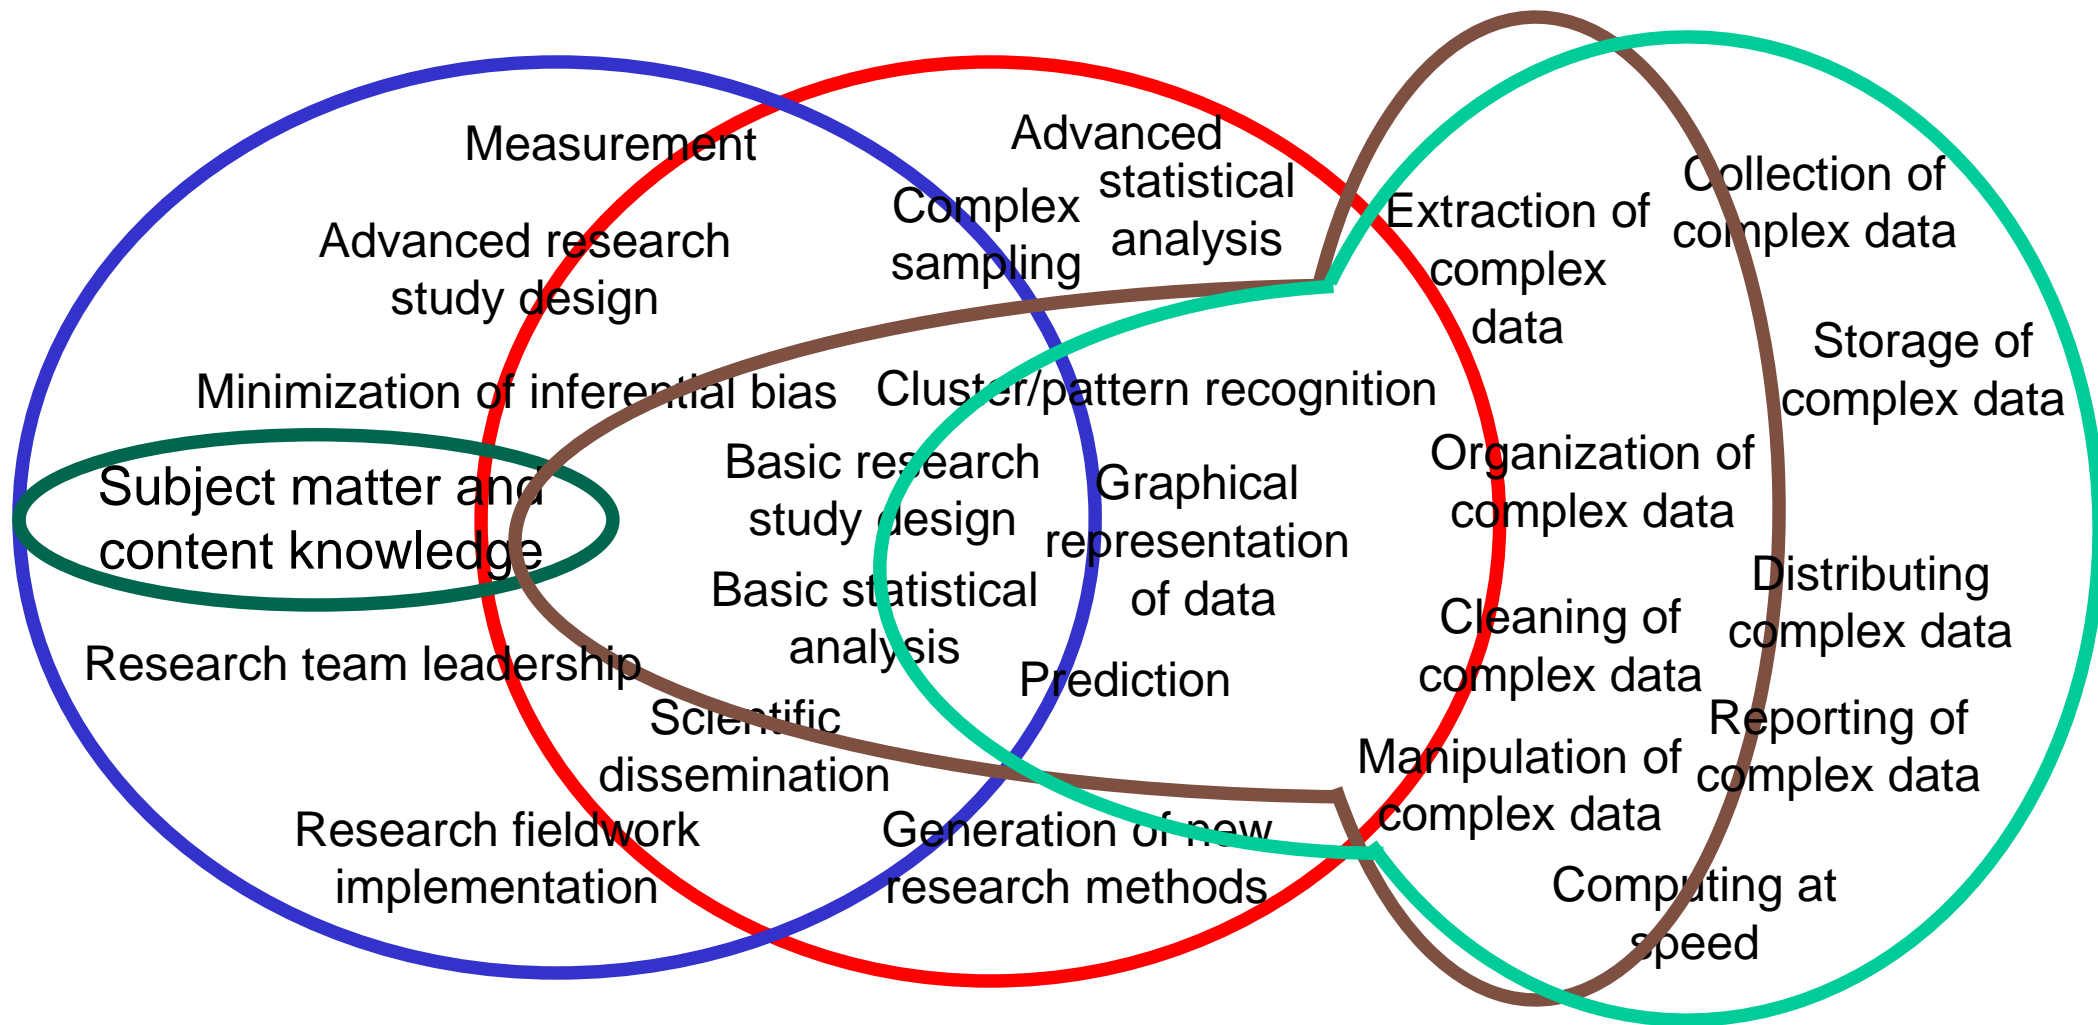 Measurement
Advanced research
study design
Minimization of inferential bias
Subject matter and
content knowledge
Research team leadership
Research fieldwork
implementation
Scientific
dissemination
Advanced
statistical
analysis
Complex
sampling
Cluster/pattern recognition
Basic research
study design
Basic statistical
analysis
Graphical
representation
of data
Prediction
Generation of new
research methods
Extraction of
complex
data
Collection of
complex data
Storage of
complex data
Organization of
complex data
Distributing
complex data
Cleaning of
complex data
Reporting of
complex data
Manipulation of
complex data
Computing at
speed